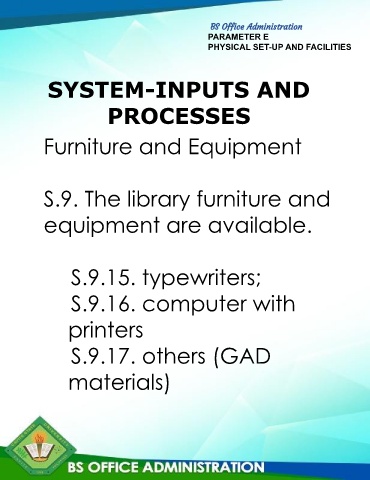 BS Office Administration
PARAMETER E
PHYSICAL SET-UP AND FACILITIES
SYSTEM-INPUTS AND
PROCESSES
Furniture and Equipment
S.9. The library furniture and
equipment are available.
S.9.15. typewriters;
S.9.16. computer with
printers
S.9.17. others (GAD
materials)
BS OFFICE ADMINISTRATION